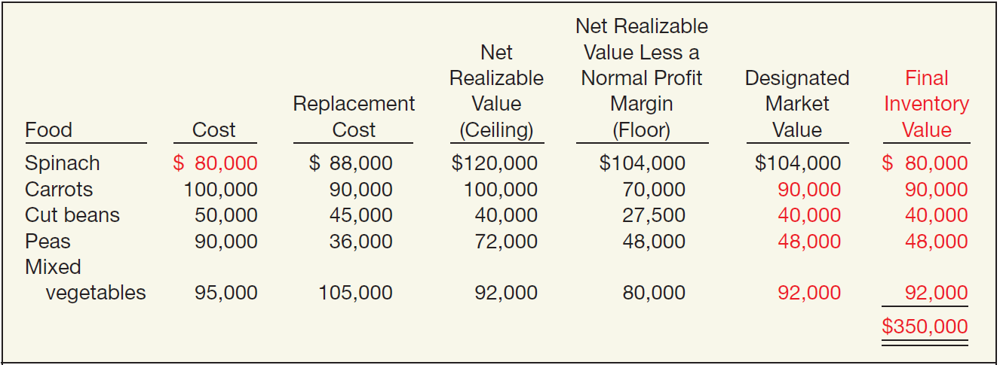 Net Realizable
Net Value Less a
Realizable Normal Profit Designated Final
Replacement Value Margin Market Inventory
Food Cost Cost (Ceiling) (Floor) Value Value
Spinach $ 80,000 $ 88,000 $120,000 $104,000 $104,000 $ 80,000
Carrots 100,000 90,000 100,000 70,000 90,000 90,000
Cut beans 50,000 45,000 40,000 27,500 40,000 40,000
Peas 90,000 36,000 72,000 48,000 48,000 48,000
Mixed
vegetables 95,000 105,000 92,000 80,000 92,000 92,000
$350,000